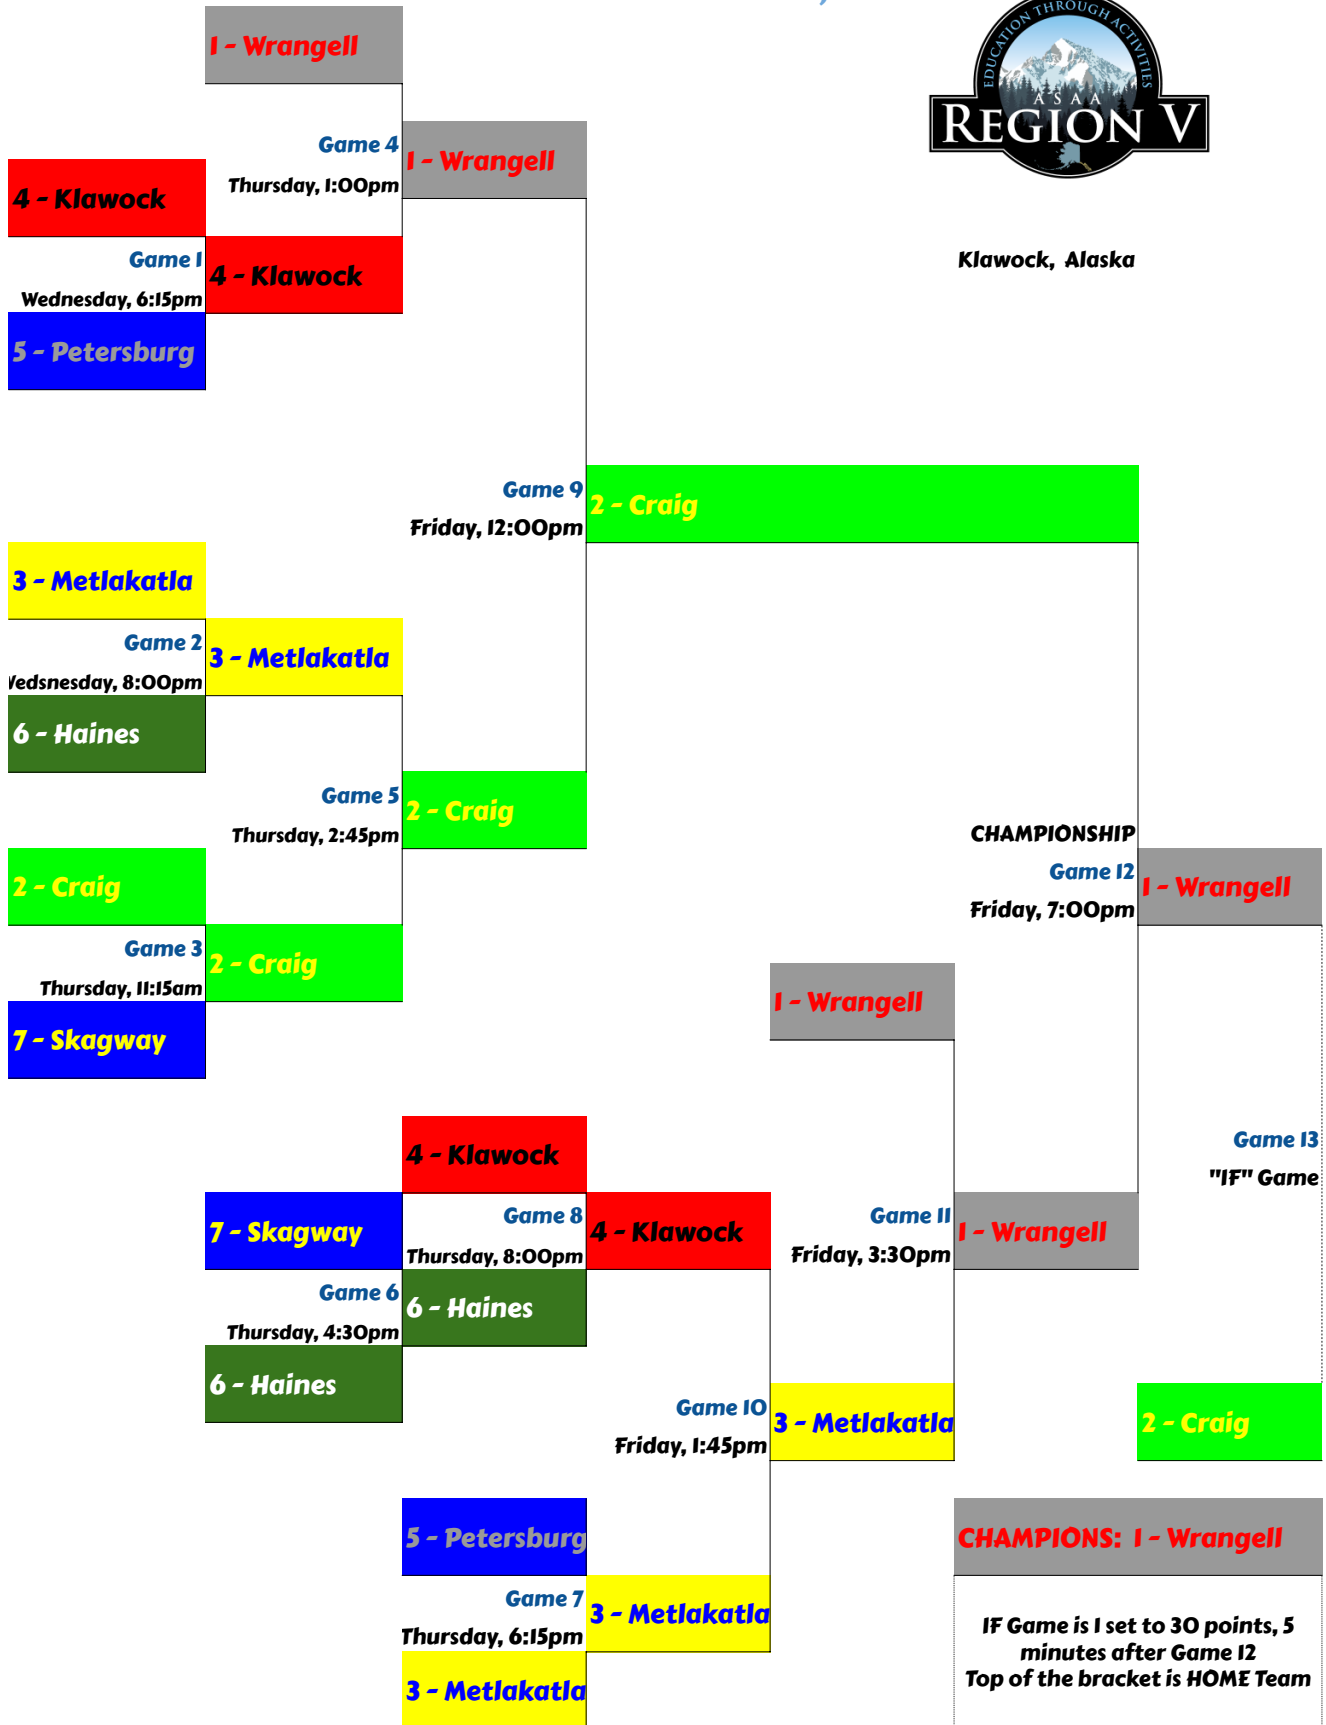 1 - Wrangell
EDUCATION THROUGH ACTIVITIES
ASAA
REGION V
Game 4
1 - Wrangell
4 - Klawock
Thursday, 1:00pm
Game 1
4 - Klawock
Klawock, Alaska
Wednesday, 6:15pm
5 - Petersburg
Game 9
2 - Craig
Friday, 12:00pm
3 - Metlakatla
Game 2
3 - Metlakatla
Vedsnesday, 8:00pm
6 - Haines
Game 5
2 - Craig
Thursday, 2:45pm
CHAMPIONSHIP
Game 12
2 - Craig
1 - Wrangell
Friday, 7:00pm
Game 3
2 - Craig
Thursday, 11:15am
1 - Wrangell
7 - Skagway
4 - Klawock
Game 13
"IF" Game
7 - Skagway
Game 8
4 - Klawock
Game 11
1 - Wrangell
Thursday, 8:00pm
Friday, 3:30pm
Game 6
6 - Haines
Thursday, 4:30pm
6 - Haines
Game 10
3 - Metlakatla
2 - Craig
Friday, 1:45pm
5 - Petersburg
CHAMPIONS: 1 - Wrangell
Game 7
3 - Metlakatla
Thursday, 6:15pm
IF Game is 1 set to 30 points, 5
minutes after Game 12
Top of the bracket is HOME Team
3 - Metlakatla